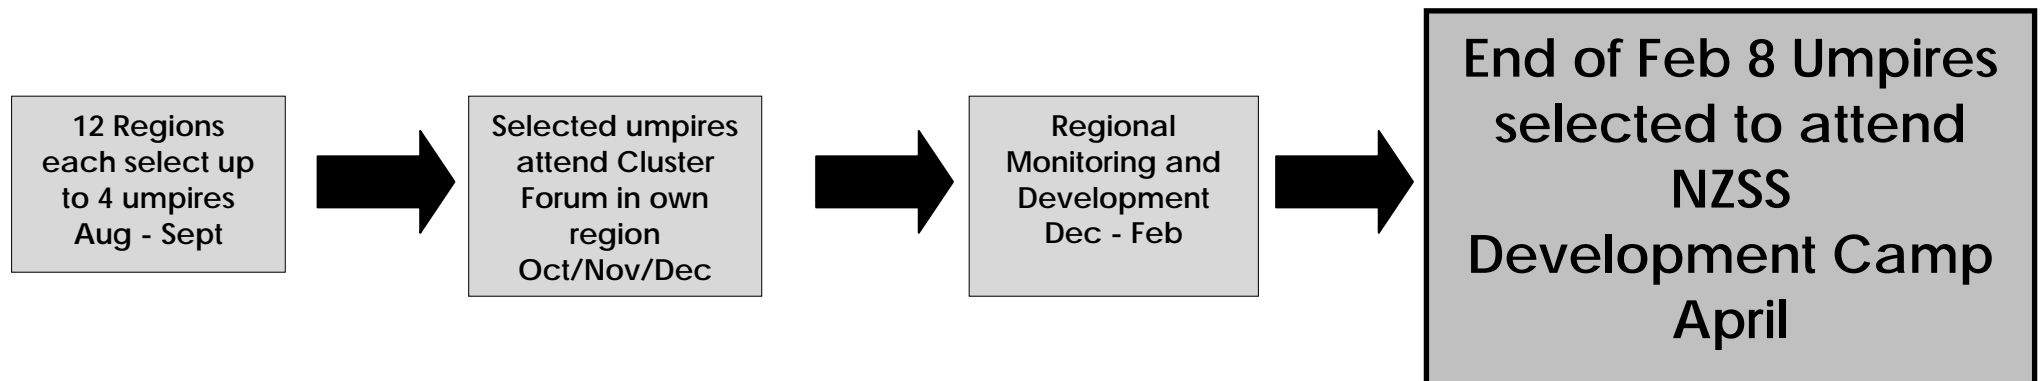 12 Regions
each select up
to 4 umpires
Aug - Sept
Selected umpires
attend Cluster
Forum in own
region
Oct/Nov/Dec
Regional
Monitoring and
Development
Dec - Feb
End of Feb 8 Umpires
selected to attend
NZSS
Development Camp
April